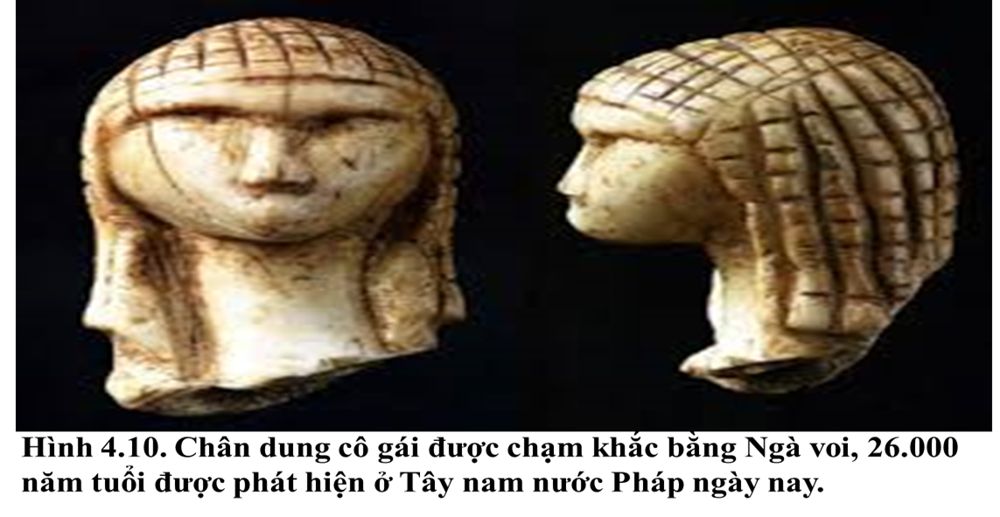 Hình 4.10. Chân dung cô gái được chạm khắc bằng Ngà voi, 26.000
năm tuổi được phát hiện ở Tây nam nước Pháp ngày nay.